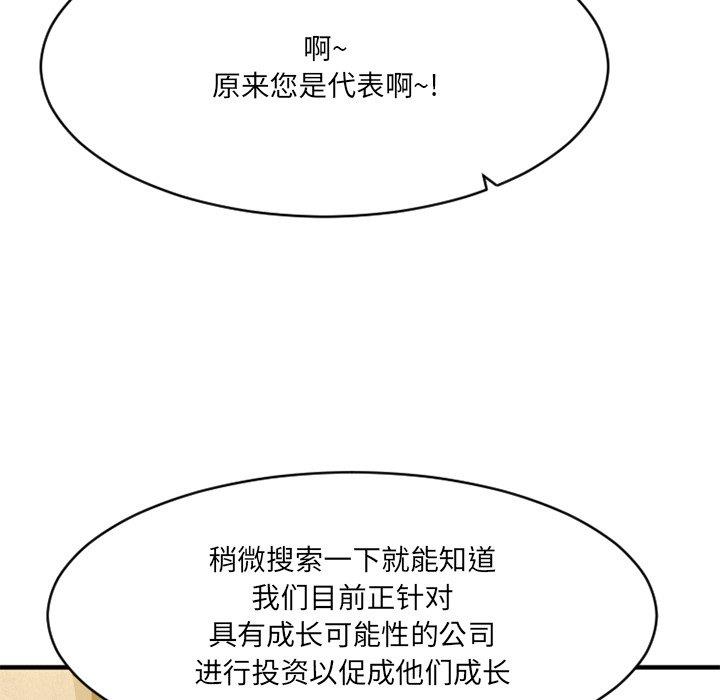 啊~
原来您是代表啊~!
稍微搜索一下就能知道
我们目前正针对
具有成长可能性的公司
进行投资以促成他们成长